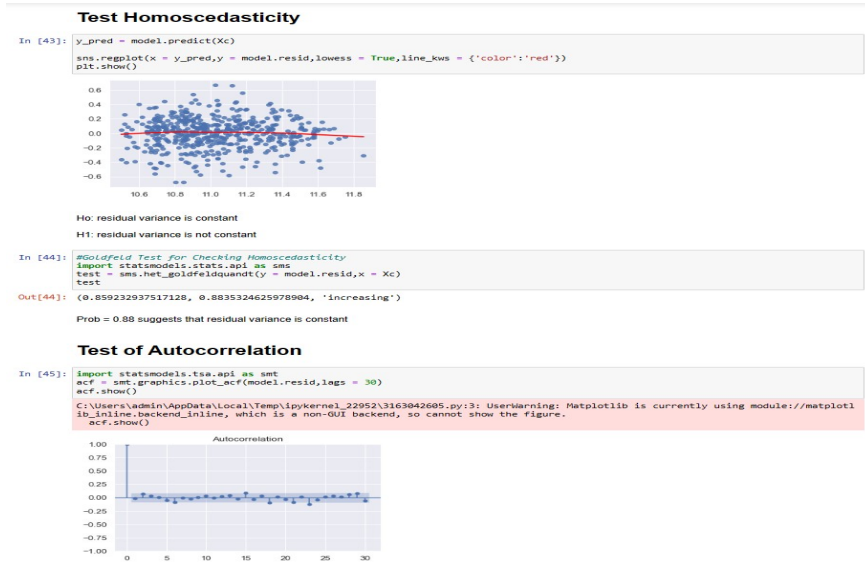 Test Homoscedasticity
In [43]: y_pred = model.predict(Xc)
sns.regplot(x = y_pred,y = model.resid,lowess = True,line_kws = {'color':'red'})
plt.show()
0.6
0.4
0.2
0.0
−0.2
−0.4
−0.6
10.6 10.8 11.0 11.2 11.4 11.6 11.8
Ho: residual variance is constant
H1: residual variance is not constant
In [44]: #Goldfeld Test for Checking Homoscedasticity
import statsmodels.stats.api as sms
test = sms.het_goldfeldquandt(y = model.resid,x = Xc)
test
Out[44]: (0.859232937517128, 0.8835324625978904, 'increasing')
Prob = 0.88 suggests that residual variance is constant
Test of Autocorrelation
In [45]: import statsmodels.tsa.api as smt
acf = smt.graphics.plot_acf(model.resid,lags = 30)
acf.show()
C:\Users\admin\AppData\Local\Temp\ipykernel_22952\3163042605.py:3: UserWarning: Matplotlib is currently using module://matplotl
ib_inline.backend_inline, which is a non-GUI backend, so cannot show the figure.
acf.show()
Autocorrelation
1.00
0.75
0.50
0.25
0.00
−0.25
−0.50
−0.75
−1.00
0 5 10 15 20 25 30